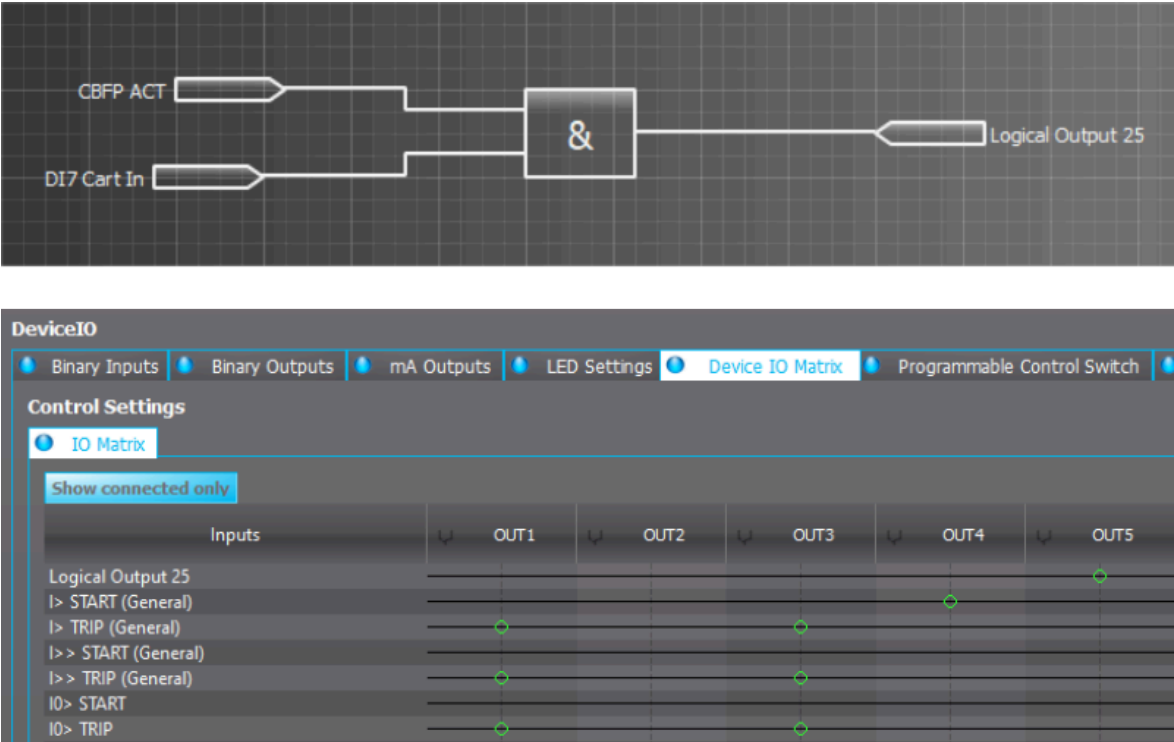 CBFP ACT
&
Logical Output 25
DI7 Cart In
DeviceIO
Binary Inputs Binary Outputs mA Outputs LED Settings Device IO Matrix Programmable Control Switch
Control Settings
IO Matrix
Show connected only
Inputs OUT1 OUT2 OUT3 OUT4 OUT5
Logical Output 25
I> START (General)
I> TRIP (General)
I>> START (General)
I>> TRIP (General)
I0> START
I0> TRIP